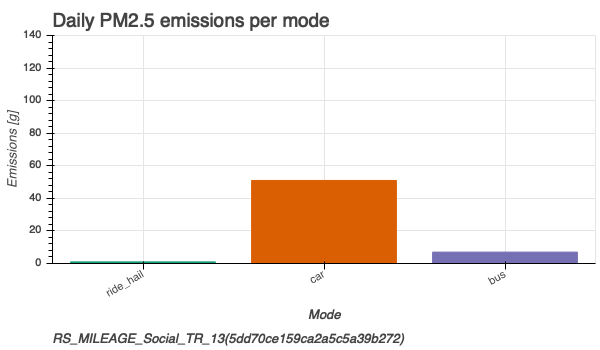 Daily PM2.5 emissions per mode
140
120
100
80
60
40
20
0
Emissions [g]
ride_hail
car
bus
Mode
RS_MILEAGE_Social_TR_13(5dd70ce159ca2a5c5a39b272)